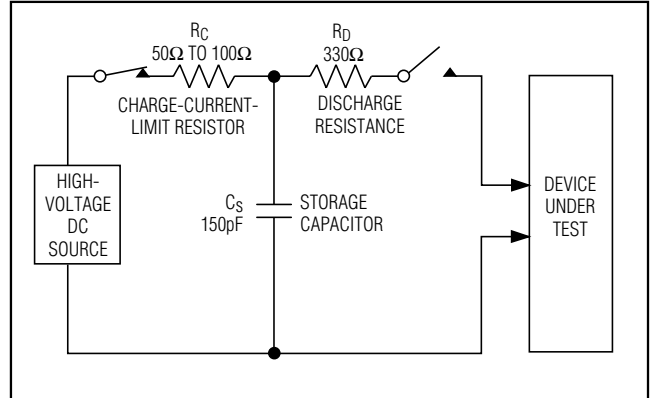 R_C
50Ω TO 100Ω
CHARGE-CURRENT-
LIMIT RESISTOR
R_D
330Ω
DISCHARGE
RESISTANCE
HIGH-
VOLTAGE
DC
SOURCE
C_S
150pF
STORAGE
CAPACITOR
DEVICE
UNDER
TEST